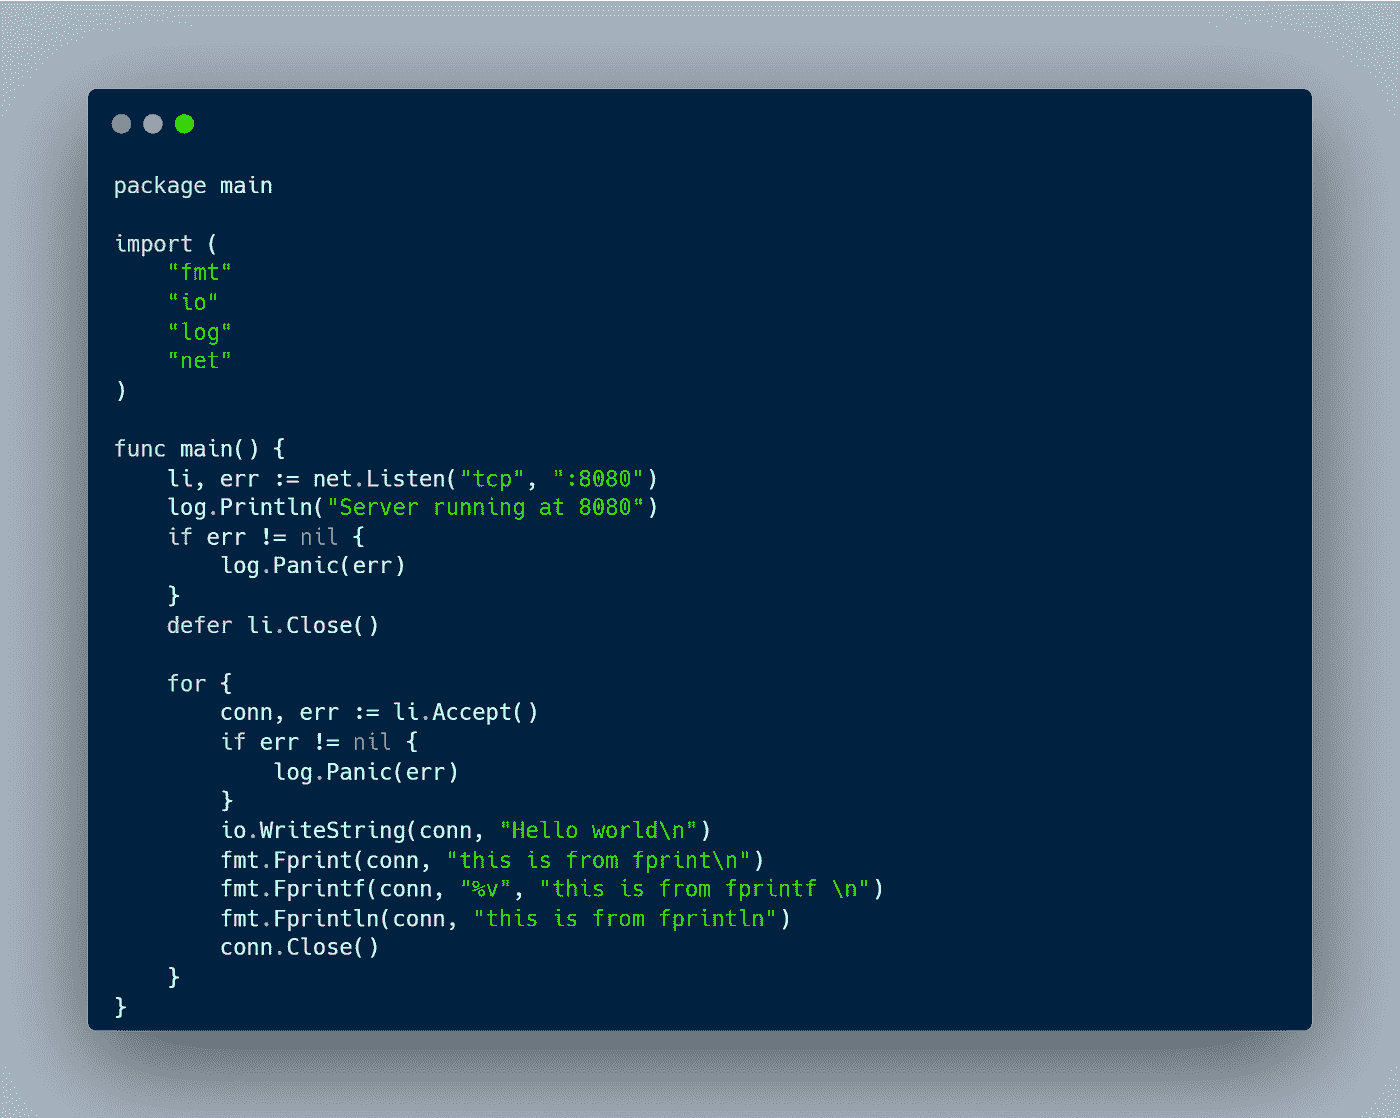 package main
import (
"fmt"
"io"
"log"
"net"
)
func main() {
li, err := net.Listen("tcp", ":8080")
log.Println("Server running at 8080")
if err != nil {
log.Panic(err)
}
defer li.Close()
for {
conn, err := li.Accept()
if err != nil {
log.Panic(err)
}
io.WriteString(conn, "Hello world\n")
fmt.Fprint(conn, "this is from fprint\n")
fmt.Fprintf(conn, "%v", "this is from fprintf \n")
fmt.Fprintln(conn, "this is from fprintln")
conn.Close()
}
}